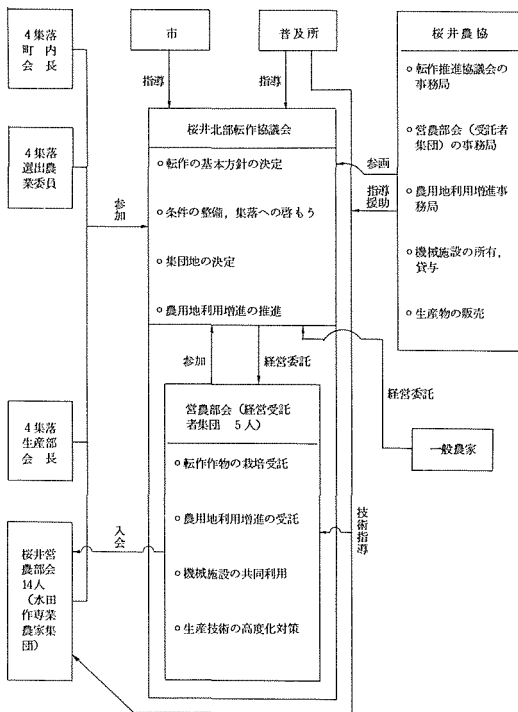 4集落
町内
会長
市
普及所
桜井農協
○転作推進協議会の
事務局
○営農部会（受託者
集団）の事務局
○農用地利用増進事
務局
○機械施設の所有，
貸与
○生産物の販売
指導
指導
4集落
選出農
業委員
桜井北部転作協議会
○転作の基本方針の決定
○条件の整備，集落への啓もう
○集団地の決定
○農用地利用増進の推進
参画
指導
援助
参加
参加
経営委託
経営委託
一般農家
4集落
生産部
会長
営農部会（経営受託
者集団 5人）
○転作作物の栽培受託
○農用地利用増進の受託
○機械施設の共同利用
○生産技術の高度化対策
技術指導
入会
桜井営
農部会
14人
（水田
作専業
農家集
団）